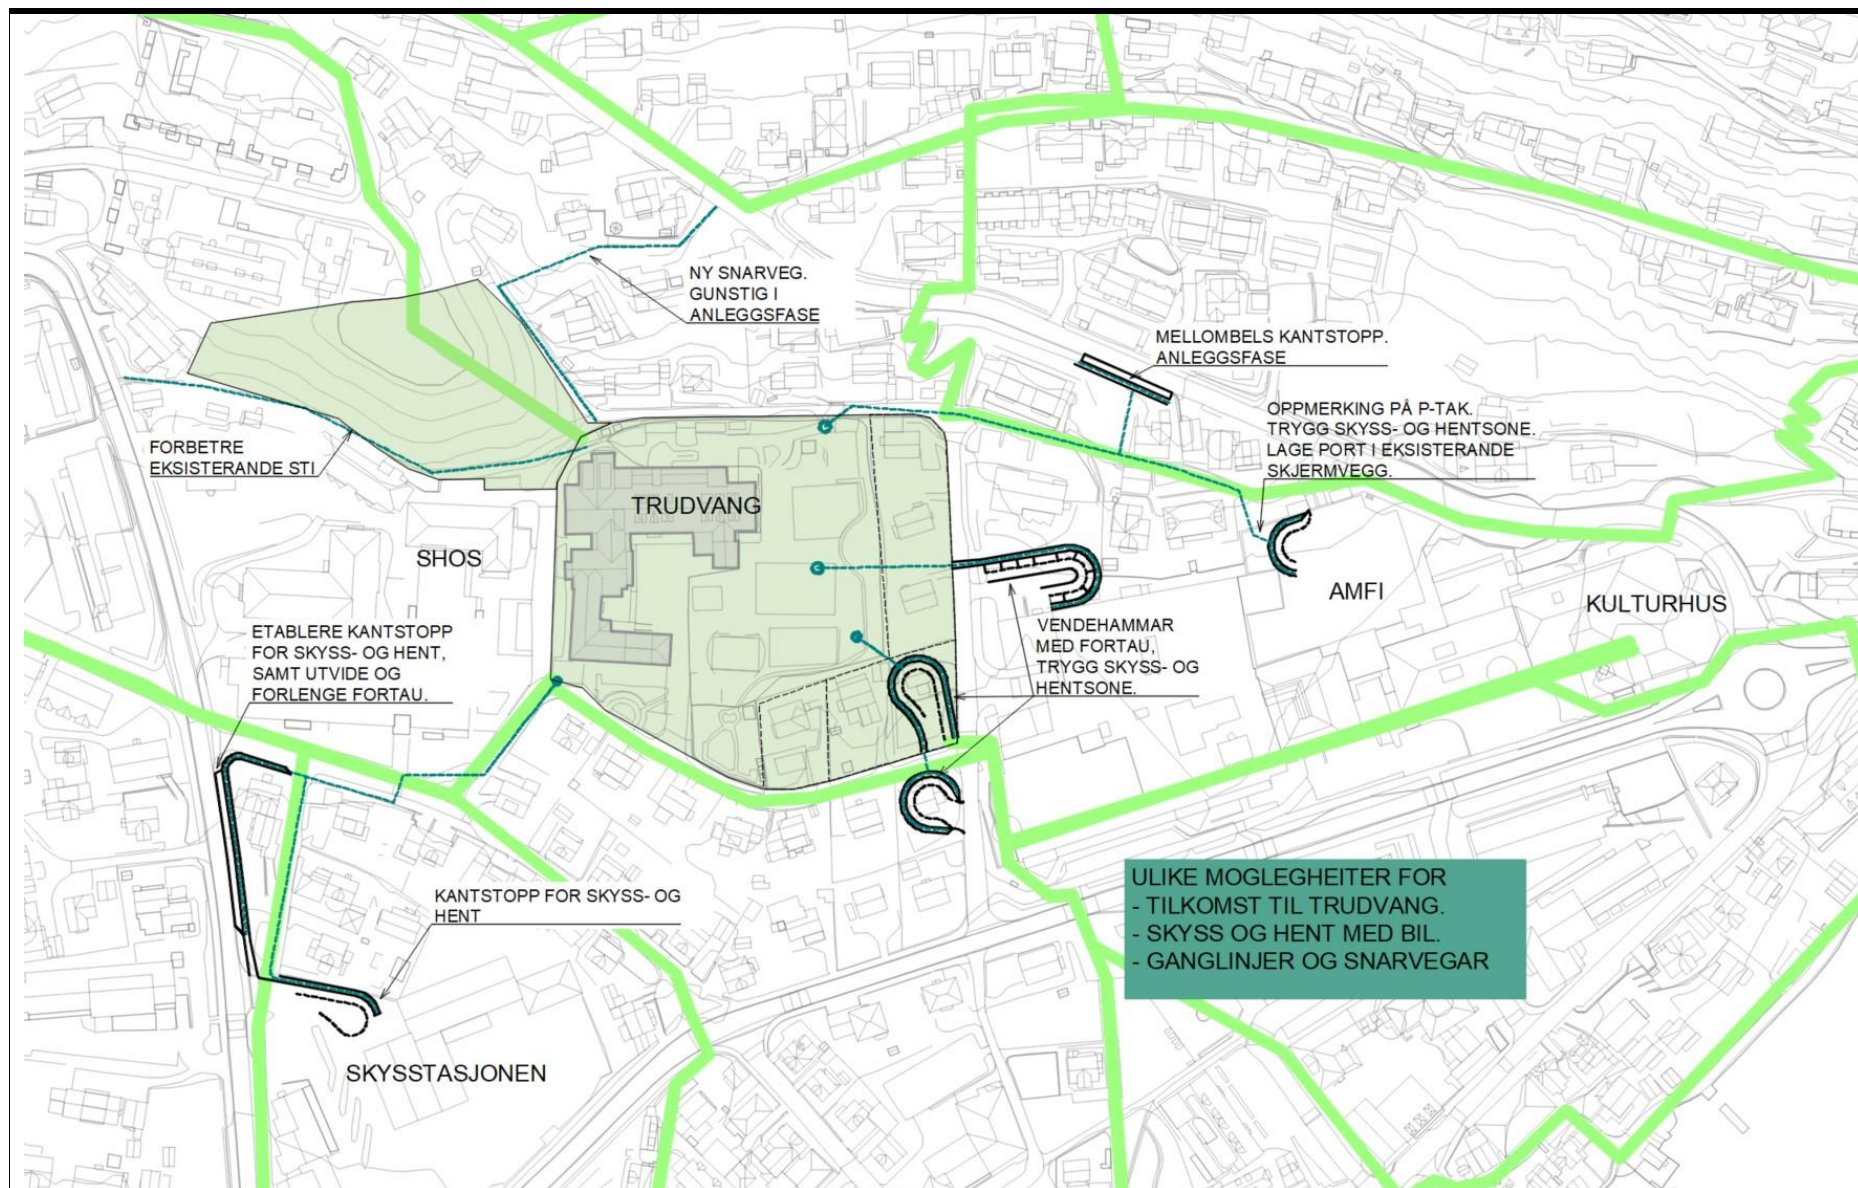 NY SNARVEG.
GUNSTIG I
ANLEGGSFASE
MELLOMBELS KANTSTOPP.
ANLEGGSFASE
OPPMERKING PÅ P-TAK.
TRYGG SKYSS- OG HENTSONE.
LAGE PORT I EKSISTERANDE
SKJERMVEGG.
FORBETRE
EKSISTERANDE STI
TRUDVANG
SHOS
AMFI
KULTURHUS
ETABLERE KANTSTOPP
FOR SKYSS- OG HENT,
SAMT UTVIDE OG
FORLENGE FORTAU.
VENDEHAMMAR
MED FORTAU,
TRYGG SKYSS- OG
HENTSONE.
KANTSTOPP FOR SKYSS- OG
HENT
ULIKE MOGLEGHEITER FOR
- TILKOMST TIL TRUDVANG.
- SKYSS OG HENT MED BIL.
- GANGLINJER OG SNARVEGAR
SKYSSTASJONEN